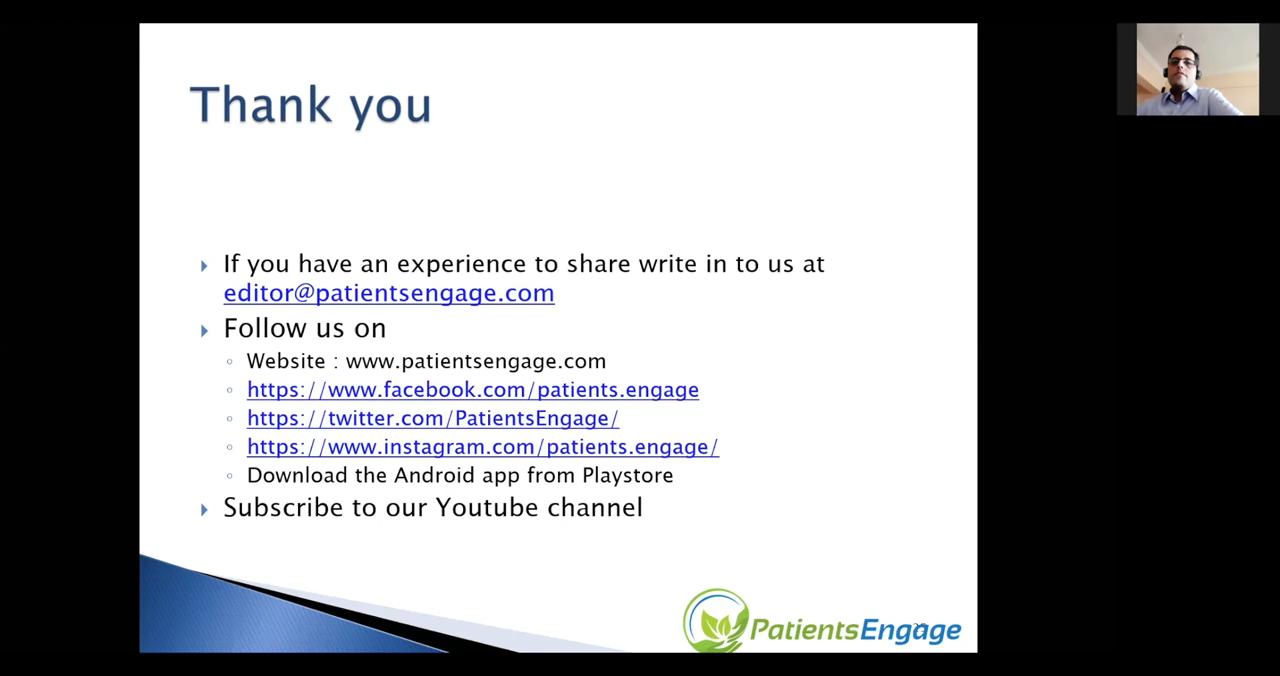 Thank you
If you have an experience to share write in to us at
editor@patientsengage.com
Follow us on
Website : www.patientsengage.com
https://www.facebook.com/patients.engage
https://twitter.com/PatientsEngage/
https://www.instagram.com/patients.engage/
Download the Android app from Playstore
Subscribe to our Youtube channel
PatientsEngage